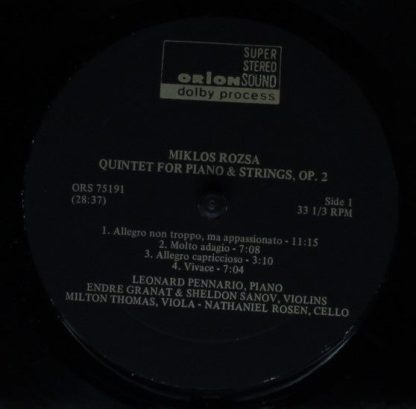 SUPER
STEREO
ORION SOUND
dolby process
MIKLOS ROZSA
QUINTET FOR PIANO & STRINGS, OP. 2
ORS 75191
(28:37)
Side 1
33 1/3 RPM
1. Allegro non troppo, ma appassionato - 11:15
2. Molto adagio - 7:08
3. Allegro capriccioso - 3:10
4. Vivace - 7:04
LEONARD PENNARIO, PIANO
ENDRE GRANAT & SHELDON SANOV, VIOLINS
MILTON THOMAS, VIOLA - NATHANIEL ROSEN, CELLO